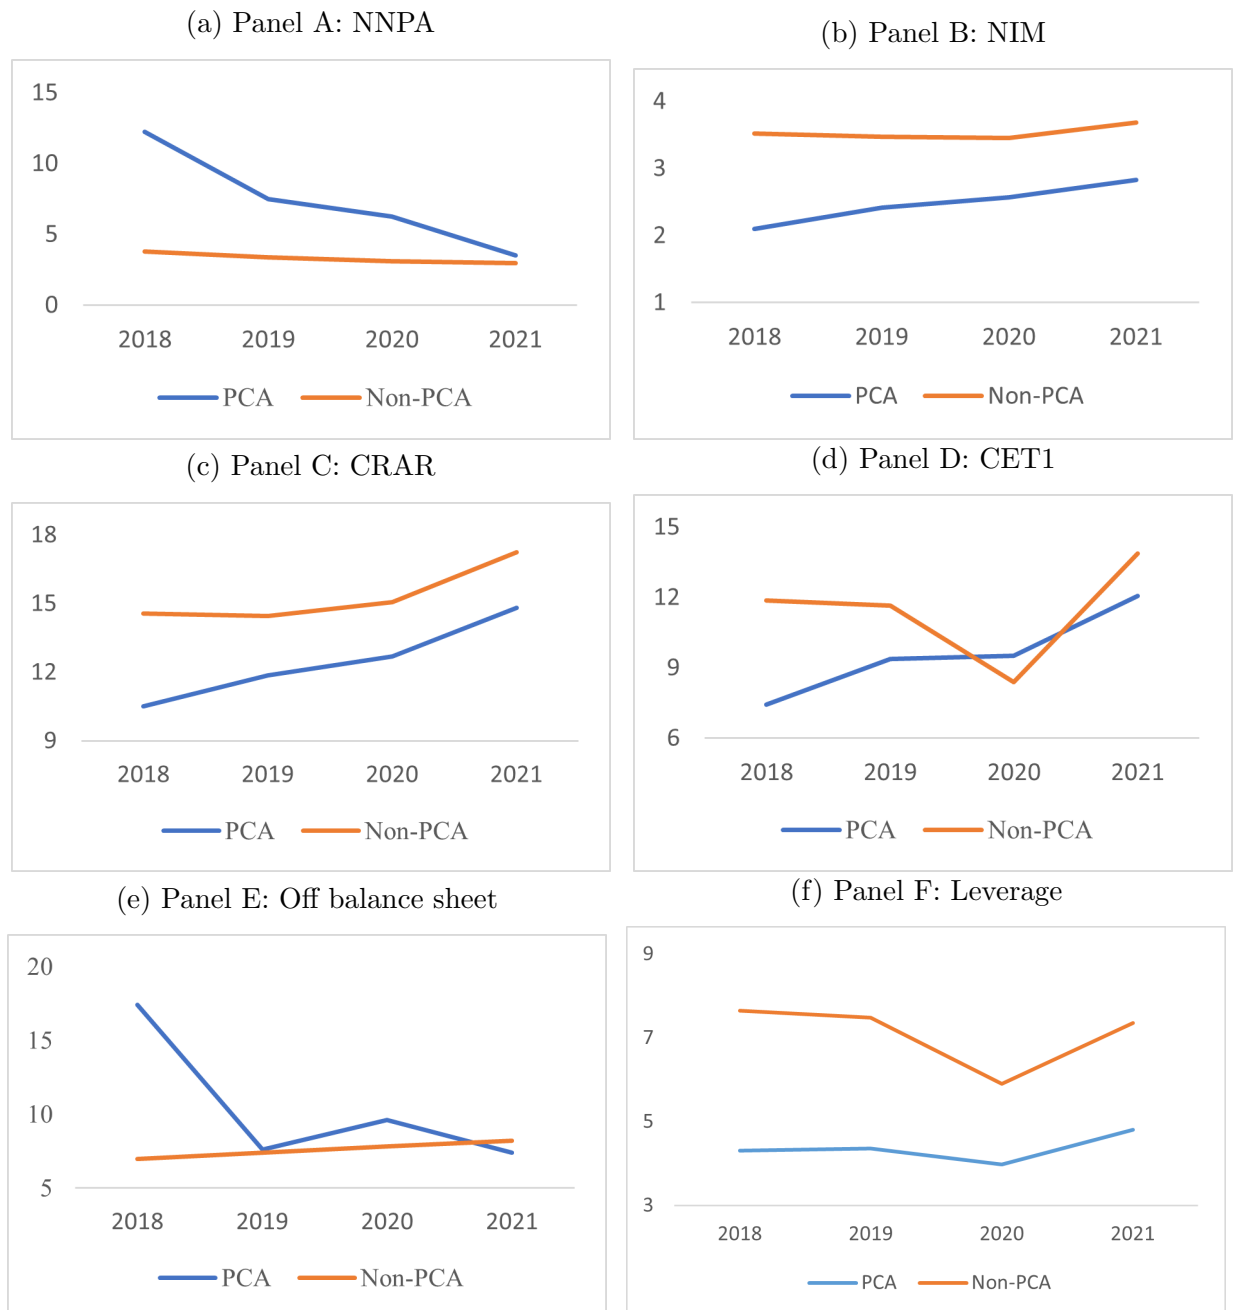 (a) Panel A: NNPA
15
10
5
0
2018 2019 2020 2021
PCA Non-PCA
(b) Panel B: NIM
4
3
2
1
2018 2019 2020 2021
PCA Non-PCA
(c) Panel C: CRAR
18
15
12
9
2018 2019 2020 2021
PCA Non-PCA
(d) Panel D: CET1
15
12
9
6
2018 2019 2020 2021
PCA Non-PCA
(e) Panel E: Off balance sheet
20
15
10
5
2018 2019 2020 2021
PCA Non-PCA
(f) Panel F: Leverage
9
7
5
3
2018 2019 2020 2021
PCA Non-PCA